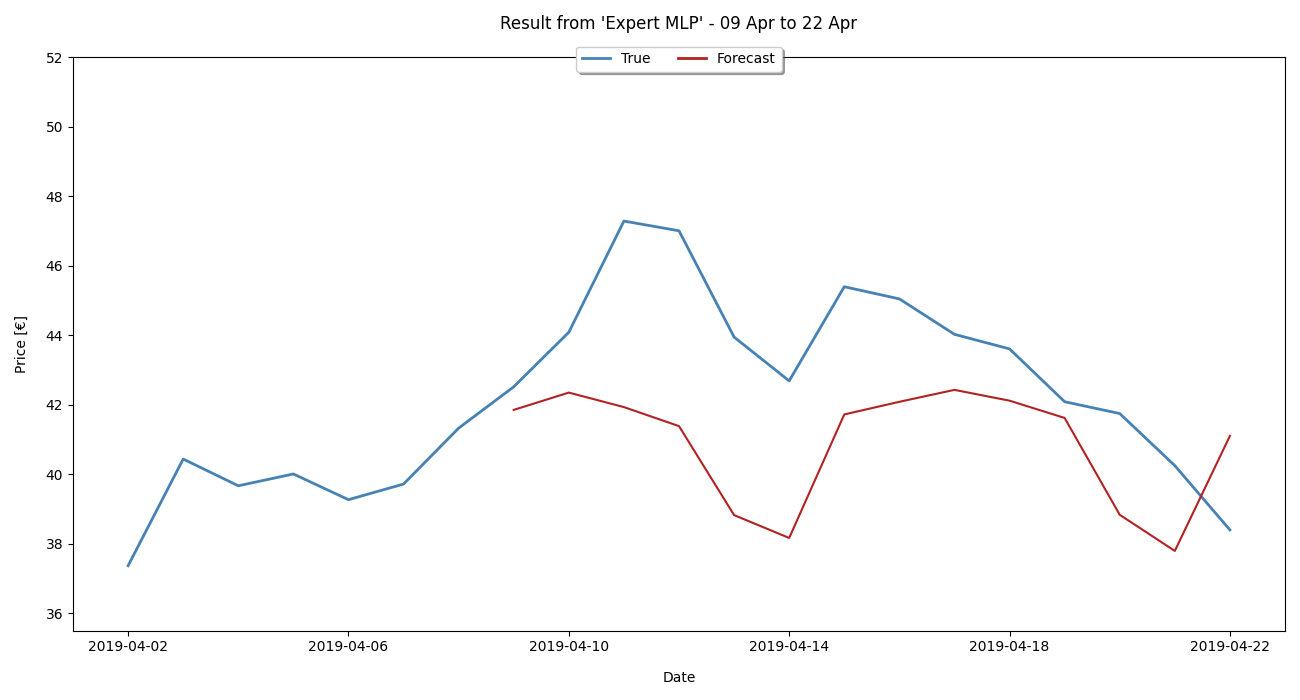 Result from 'Expert MLP' - 09 Apr to 22 Apr
True Forecast
52
50
48
46
44
42
40
38
36
Price [€]
2019-04-02 2019-04-06 2019-04-10 2019-04-14 2019-04-18 2019-04-22
Date